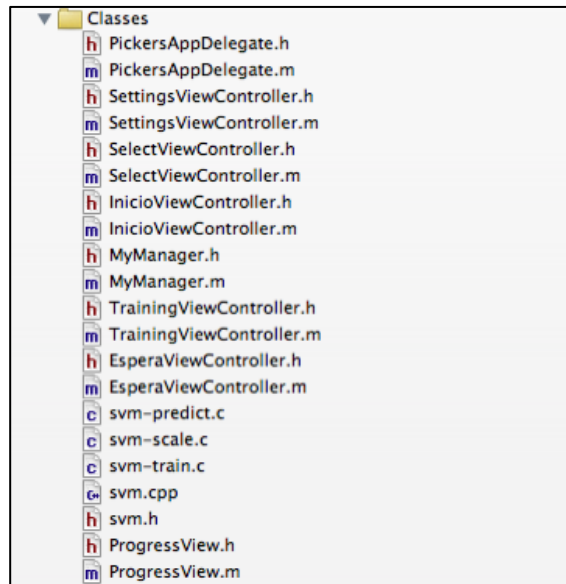 Classes
h PickersAppDelegate.h
m PickersAppDelegate.m
h SettingsViewController.h
m SettingsViewController.m
h SelectViewController.h
m SelectViewController.m
h InicioViewController.h
m InicioViewController.m
h MyManager.h
m MyManager.m
h TrainingViewController.h
m TrainingViewController.m
h EsperaViewController.h
m EsperaViewController.m
c svm-predict.c
c svm-scale.c
c svm-train.c
C+ svm.cpp
h svm.h
h ProgressView.h
m ProgressView.m